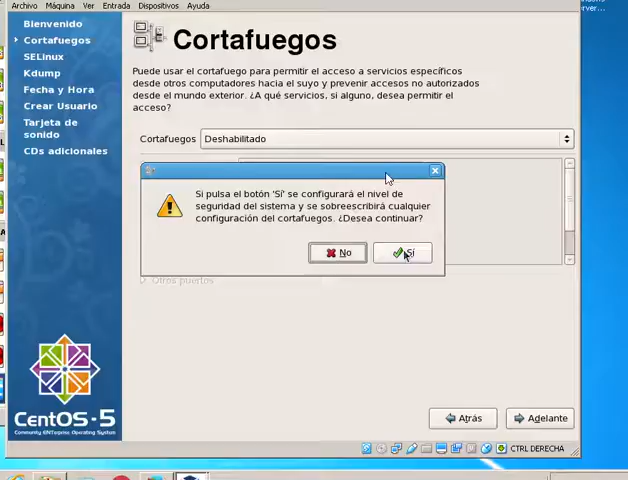 Archivo Máquina Ver Entrada Dispositivos Ayuda
Bienvenido
Cortafuegos
SELinux
Kdump
Fecha y Hora
Crear Usuario
Tarjeta de
sonido
CDs adicionales
Cortafuegos
Puede usar el cortafuego para permitir el acceso a servicios específicos
desde otros computadores hacia el suyo y prevenir accesos no autorizados
desde el mundo exterior. ¿A qué servicios, si alguno, desea permitir el
acceso?
Cortafuegos Deshabilitado
Si pulsa el botón 'Sí' se configurará el nivel de
seguridad del sistema y se sobreescribirá cualquier
configuración del cortafuegos. ¿Desea continuar?
No Sí
Otros puertos
CentOS-5
Community ENTerprise Operating System
Atrás Adelante
CTRL DERECHA